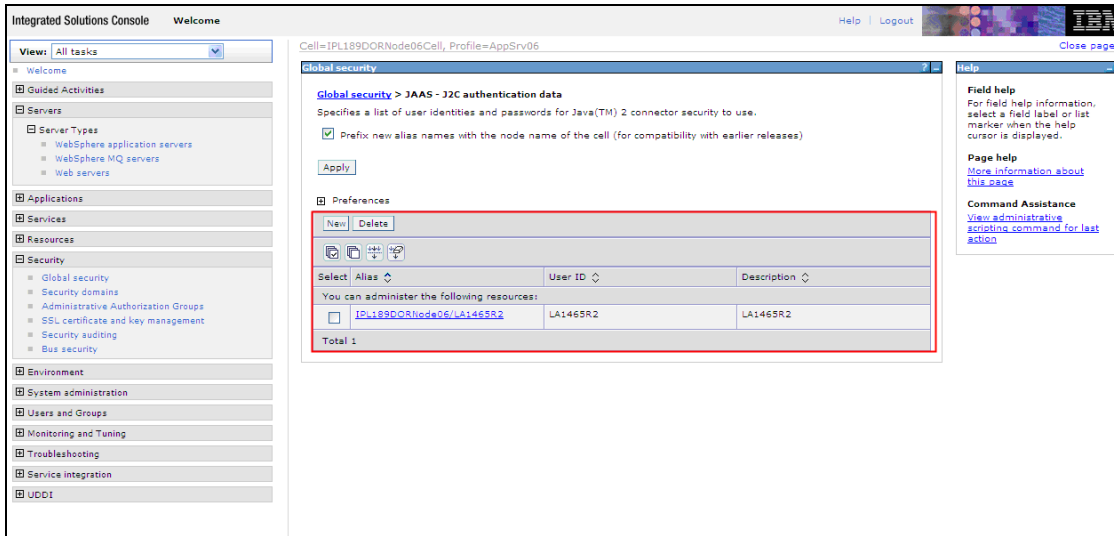 Integrated Solutions Console Welcome
Help | Logout
IBM
View: All tasks
Welcome
Guided Activities
Servers
Server Types
WebSphere application servers
WebSphere MQ servers
Web servers
Applications
Services
Resources
Security
Global security
Security domains
Administrative Authorization Groups
SSL certificate and key management
Security auditing
Bus security
Environment
System administration
Users and Groups
Monitoring and Tuning
Troubleshooting
Service integration
UDDI
Cell=IPL189DORNode06Cell, Profile=AppSrv06
Close page
Global security ? -
Global security > JAAS - J2C authentication data
Specifies a list of user identities and passwords for Java(TM) 2 connector security to use.
Prefix new alias names with the node name of the cell (for compatibility with earlier releases)
Apply
Preferences
New Delete
Select Alias User ID Description
You can administer the following resources:
IPL189DORNode06/LA1465R2 LA1465R2 LA1465R2
Total 1
Help -
Field help
For field help information,
select a field label or list
marker when the help
cursor is displayed.
Page help
More information about
this page
Command Assistance
View administrative
scripting command for last
action